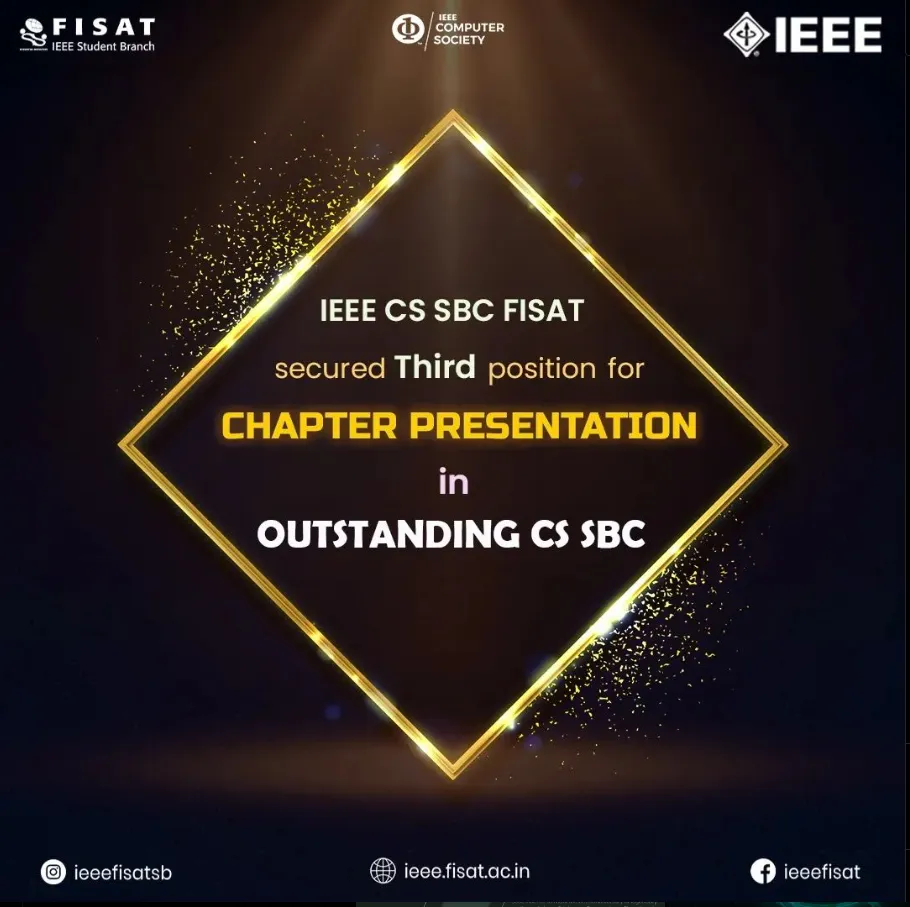 FISAT
IEEE Student Branch
IEEE
COMPUTER
SOCIETY
IEEE
IEEE CS SBC FISAT
secured Third position for
CHAPTER PRESENTATION
in
OUTSTANDING CS SBC
ieeefisatsb
ieee.fisat.ac.in
ieeefisat